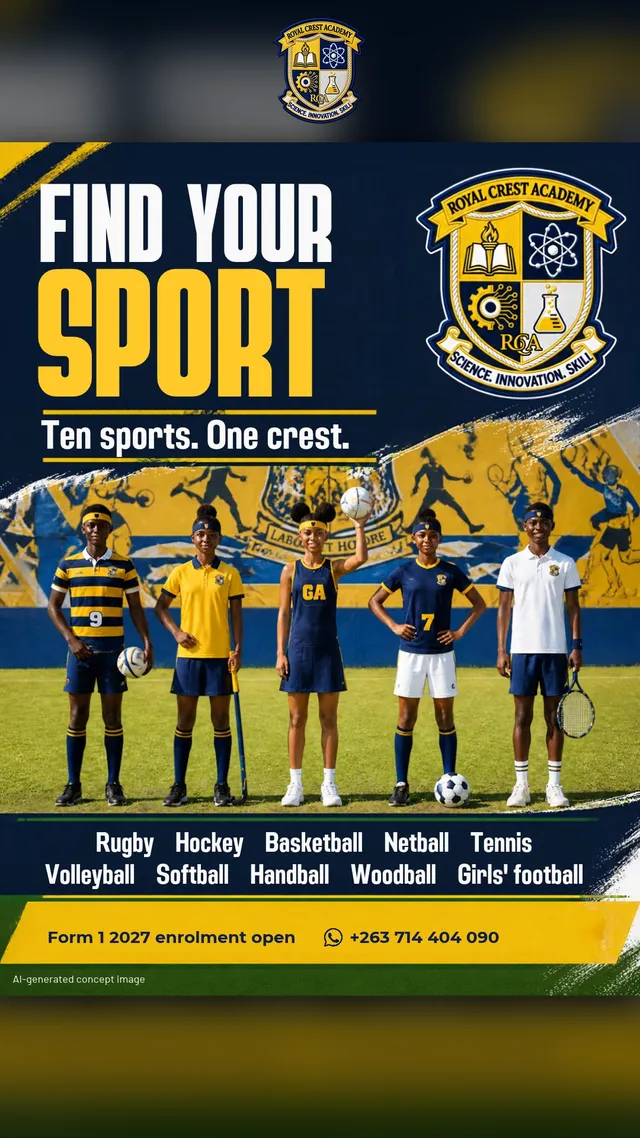 ROYAL CREST ACADEMY
RCA
SCIENCE. INNOVATION. SKILL
FIND YOUR
SPORT
Ten sports. One crest.
ROYAL CREST ACADEMY
RCA
SCIENCE. INNOVATION. SKILL
9
GA
7
Rugby Hockey Basketball Netball Tennis
Volleyball Softball Handball Woodball Girls' football
Form 1 2027 enrolment open +263 714 404 090
AI-generated concept image